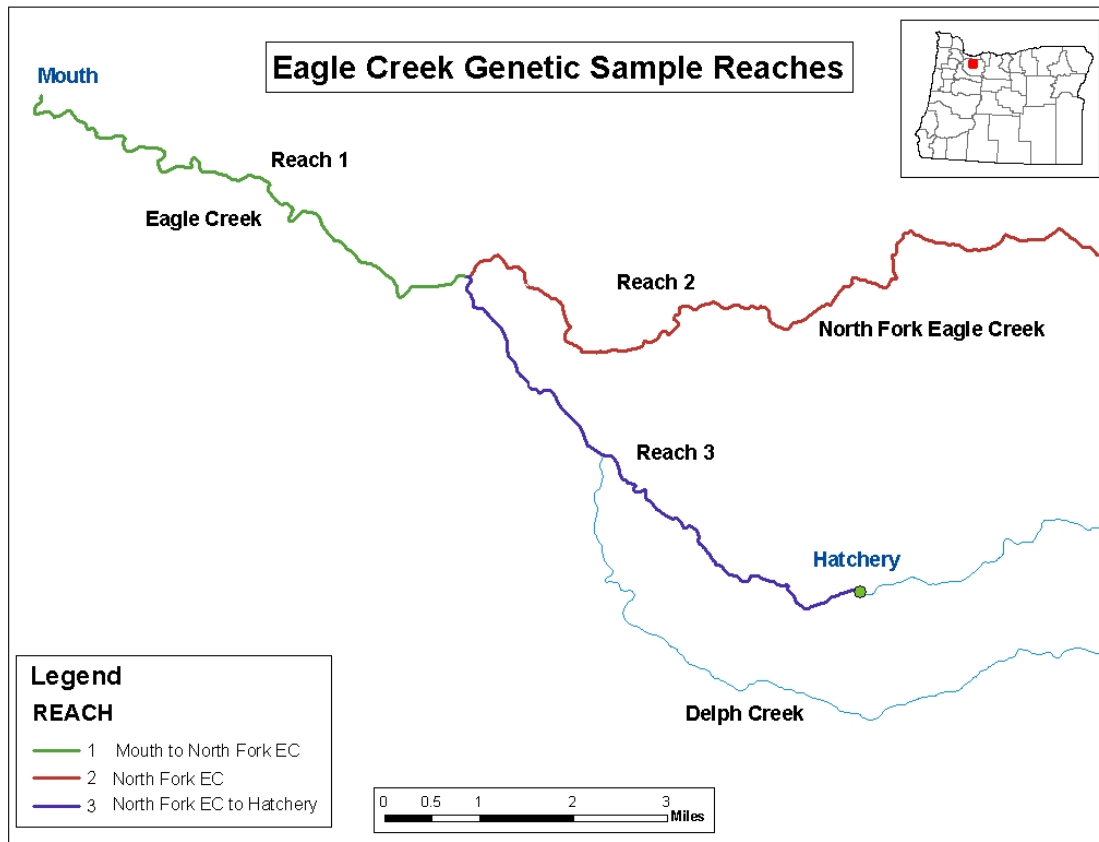 Eagle Creek Genetic Sample Reaches
Mouth
Reach 1
Eagle Creek
Reach 2
North Fork Eagle Creek
Reach 3
Hatchery
Delph Creek
Legend
REACH
1 Mouth to North Fork EC
2 North Fork EC
3 North Fork EC to Hatchery
0 0.5 1 2 3
Miles